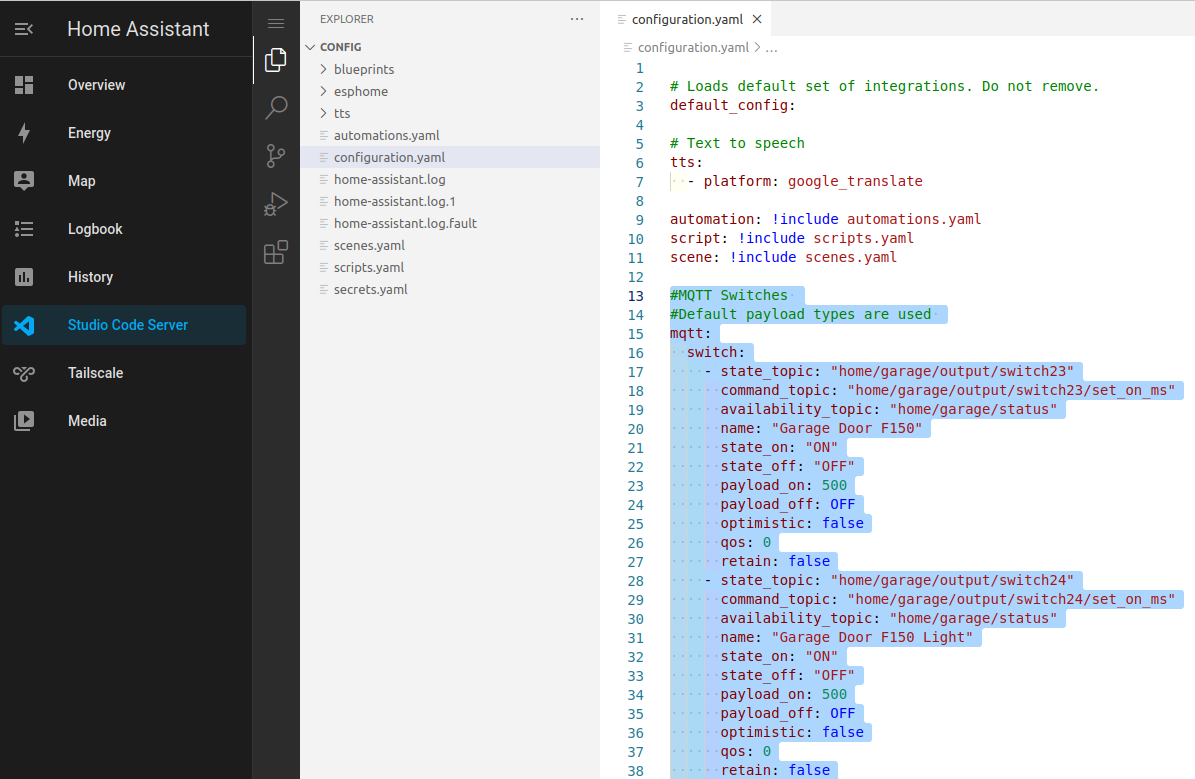 Home Assistant
Overview
Energy
Map
Logbook
History
Studio Code Server
Tailscale
Media
EXPLORER
CONFIG
blueprints
esphome
tts
automations.yaml
configuration.yaml
home-assistant.log
home-assistant.log.1
home-assistant.log.fault
scenes.yaml
scripts.yaml
secrets.yaml
configuration.yaml
configuration.yaml > ...
1
2 # Loads default set of integrations. Do not remove.
3 default_config:
4
5 # Text to speech
6 tts:
7   - platform: google_translate
8
9 automation: !include automations.yaml
10 script: !include scripts.yaml
11 scene: !include scenes.yaml
12
13 #MQTT Switches
14 #Default payload types are used
15 mqtt:
16   switch:
17     - state_topic: "home/garage/output/switch23"
18       command_topic: "home/garage/output/switch23/set_on_ms"
19       availability_topic: "home/garage/status"
20       name: "Garage Door F150"
21       state_on: "ON"
22       state_off: "OFF"
23       payload_on: 500
24       payload_off: OFF
25       optimistic: false
26       qos: 0
27       retain: false
28     - state_topic: "home/garage/output/switch24"
29       command_topic: "home/garage/output/switch24/set_on_ms"
30       availability_topic: "home/garage/status"
31       name: "Garage Door F150 Light"
32       state_on: "ON"
33       state_off: "OFF"
34       payload_on: 500
35       payload_off: OFF
36       optimistic: false
37       qos: 0
38       retain: false